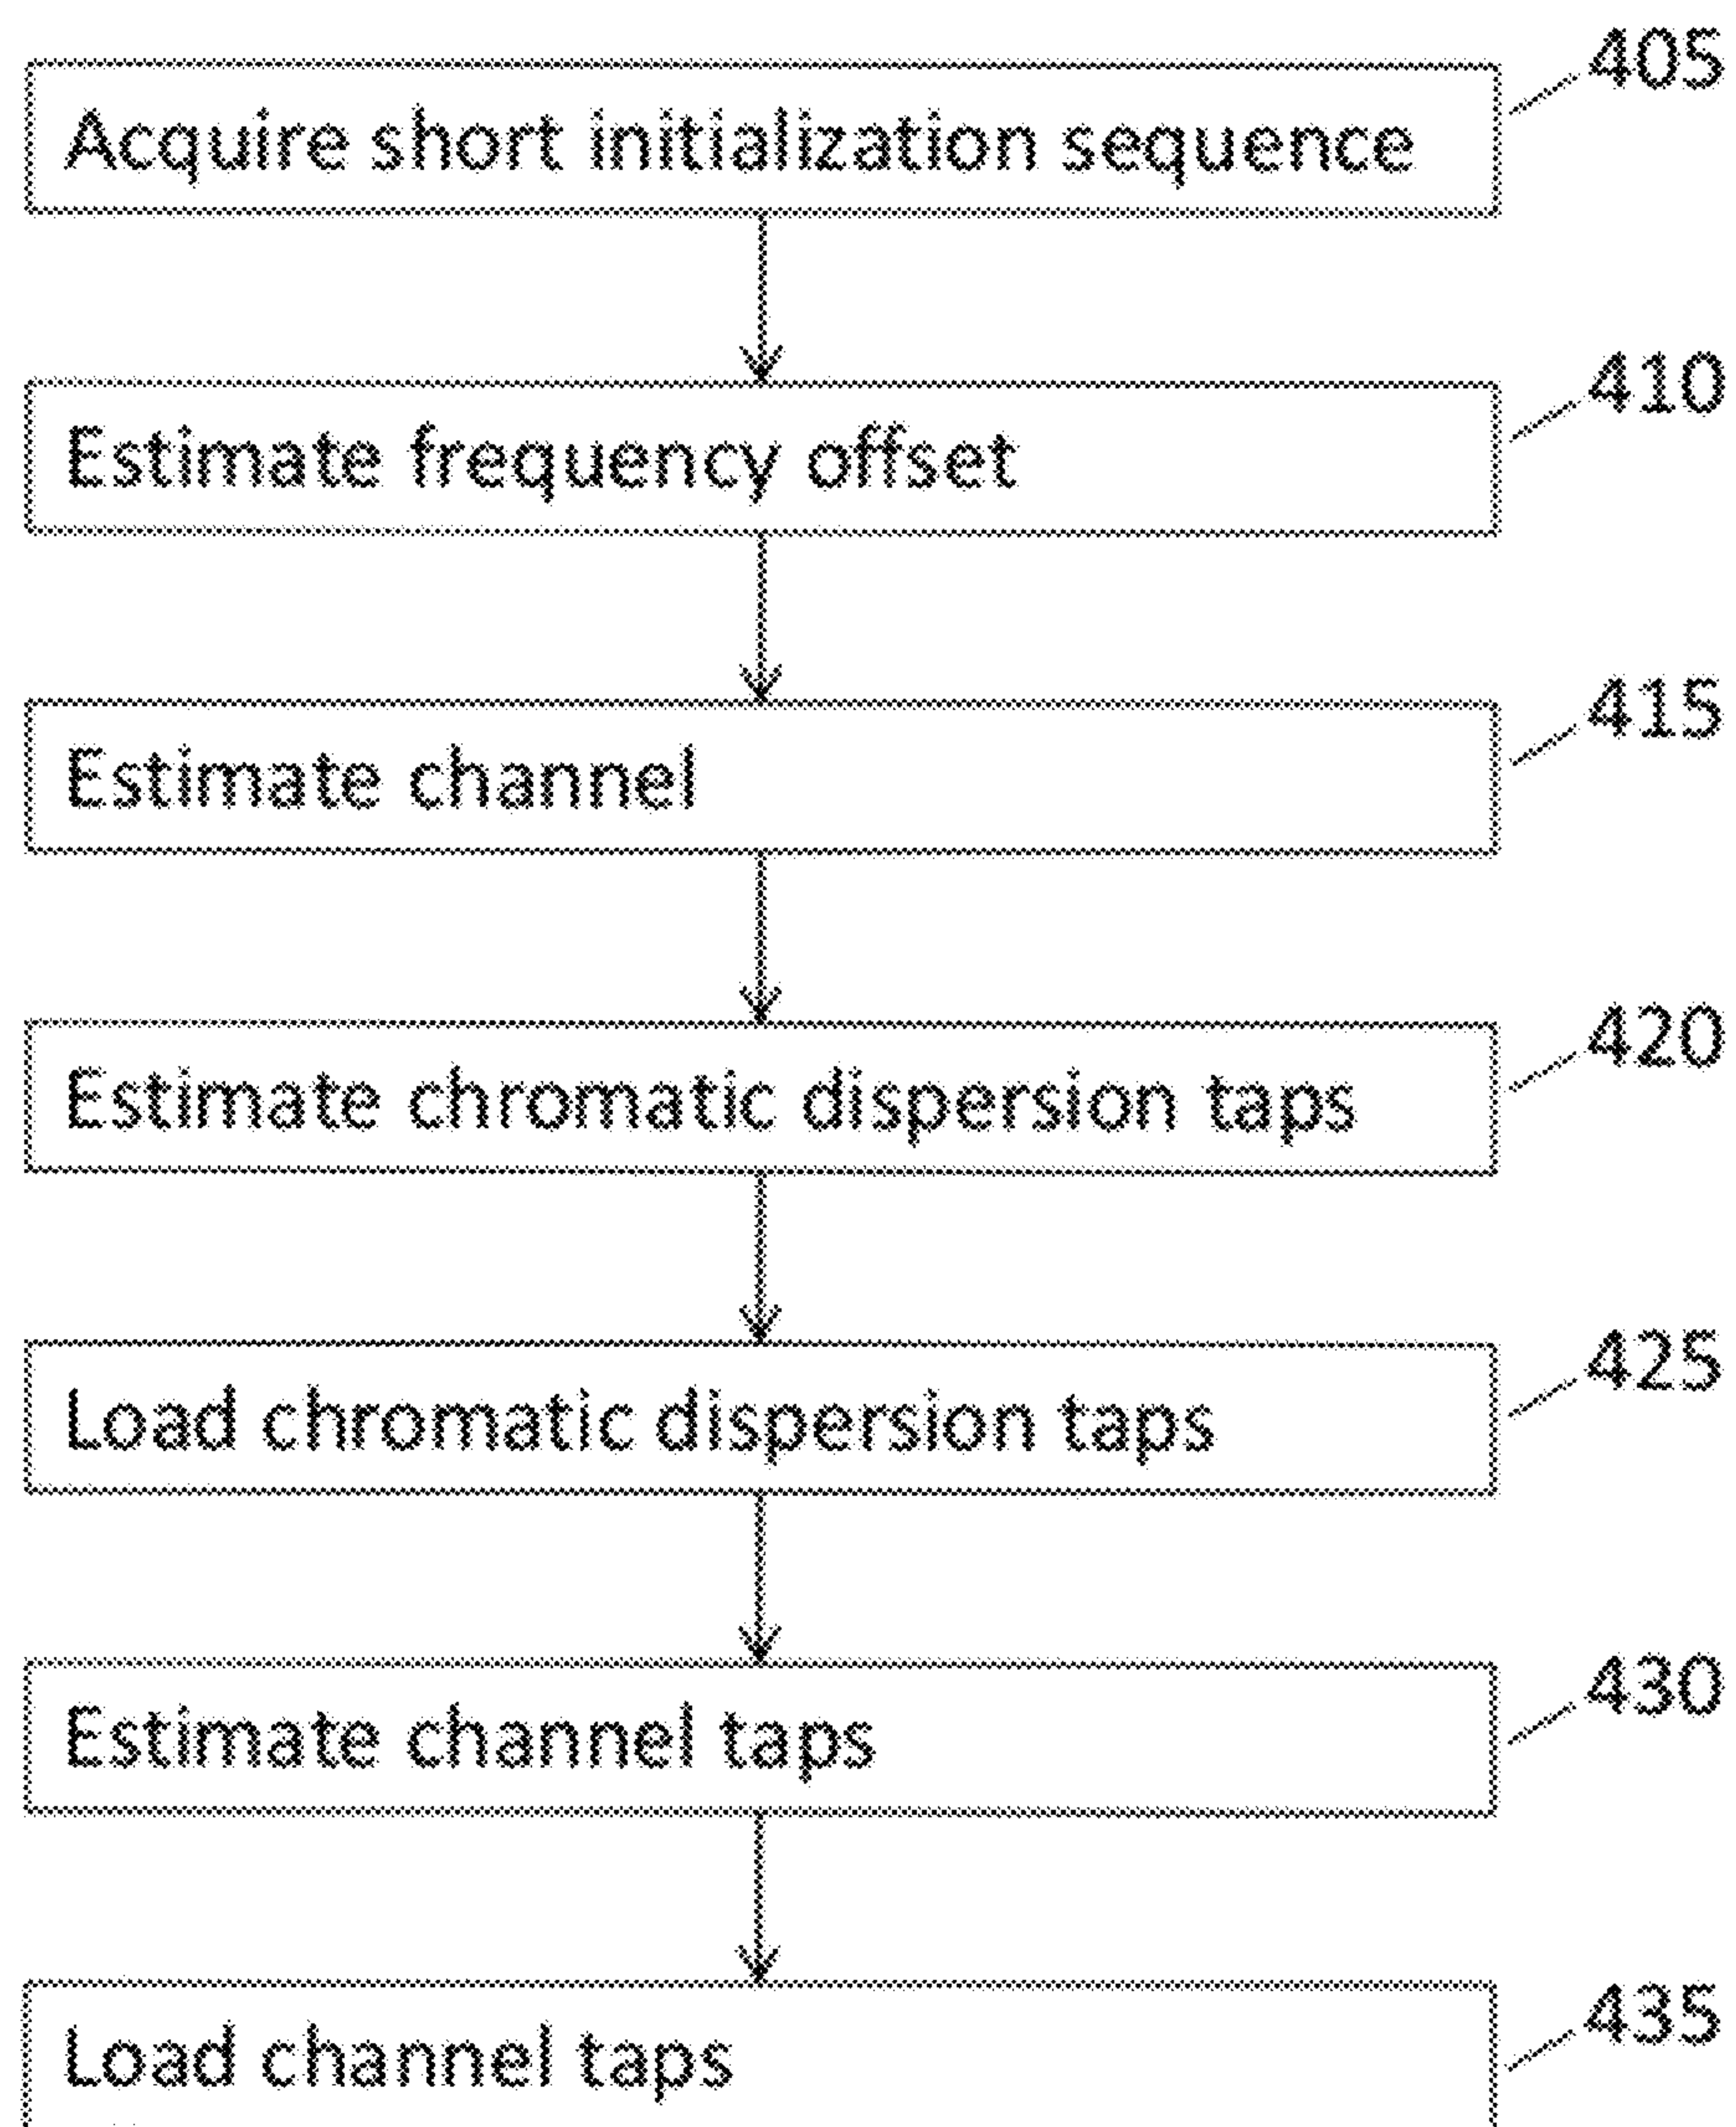 405
Acquire short initialization sequence
410
Estimate frequency offset
415
Estimate channel
420
Estimate chromatic dispersion taps
425
Load chromatic dispersion taps
430
Estimate channel taps
435
Load channel taps